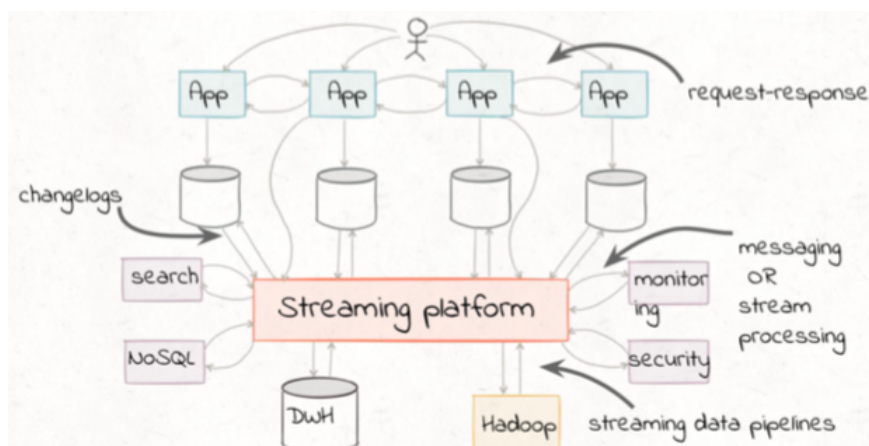 App
App
App
App
request-response
changelogs
messaging
OR
stream
processing
search
monitor
ing
Streaming platform
NoSQL
security
DWH
Hadoop
streaming data pipelines